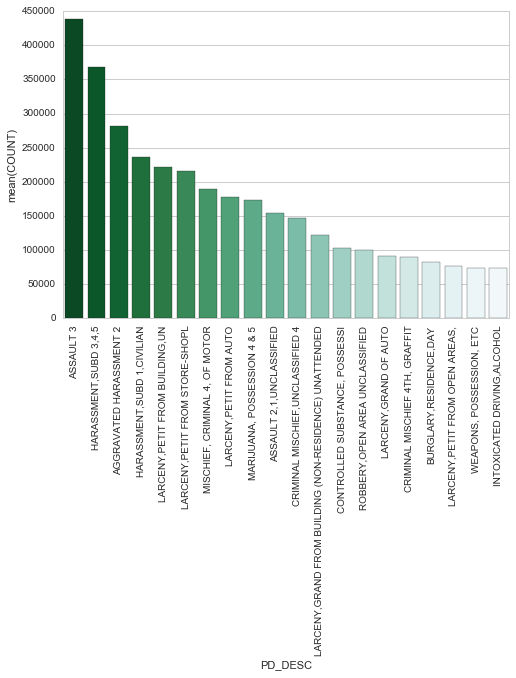 450000
400000
350000
300000
250000
200000
150000
100000
50000
0
mean(COUNT)
ASSAULT 3
HARASSMENT,SUBD 3,4,5
AGGRAVATED HARASSMENT 2
HARASSMENT,SUBD 1,CIVILIAN
LARCENY,PETIT FROM BUILDING,UN
LARCENY,PETIT FROM STORE-SHOPL
MISCHIEF, CRIMINAL 4, OF MOTOR
LARCENY,PETIT FROM AUTO
MARIJUANA, POSSESSION 4 & 5
ASSAULT 2,1,UNCLASSIFIED
CRIMINAL MISCHIEF,UNCLASSIFIED 4
LARCENY,GRAND FROM BUILDING (NON-RESIDENCE) UNATTENDED
CONTROLLED SUBSTANCE, POSSESSI
ROBBERY,OPEN AREA UNCLASSIFIED
LARCENY,GRAND OF AUTO
CRIMINAL MISCHIEF 4TH, GRAFFIT
BURGLARY,RESIDENCE,DAY
LARCENY,PETIT FROM OPEN AREAS,
WEAPONS, POSSESSION, ETC
INTOXICATED DRIVING,ALCOHOL
PD_DESC